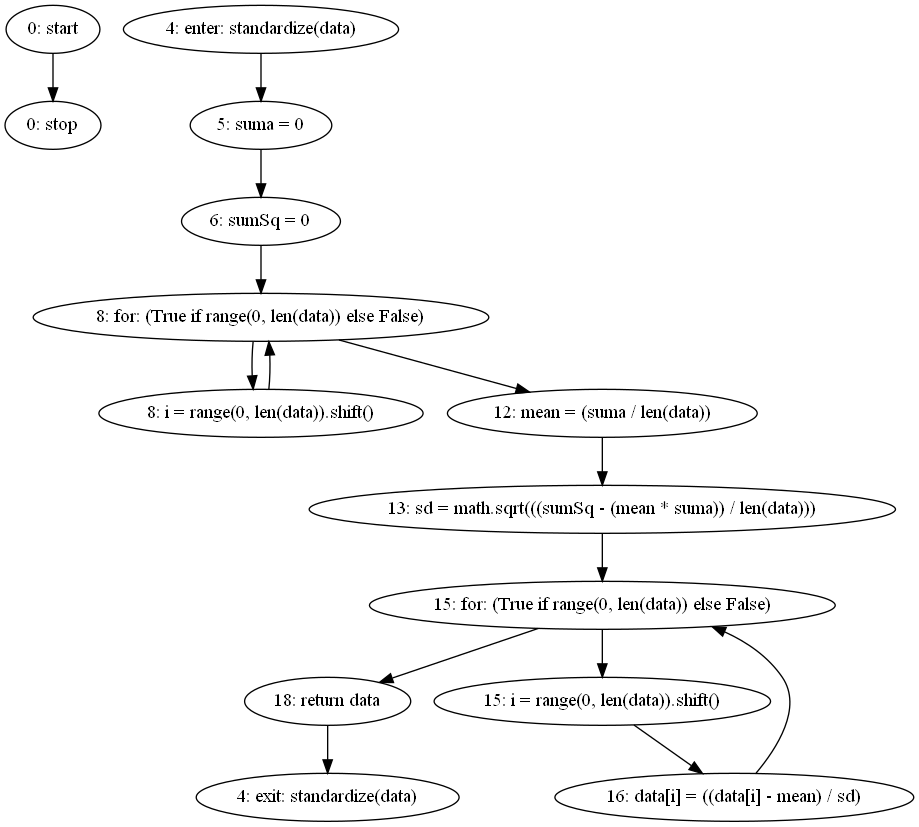 0: start
4: enter: standardize(data)
0: stop
5: suma = 0
6: sumSq = 0
8: for: (True if range(0, len(data)) else False)
8: i = range(0, len(data)).shift()
12: mean = (suma / len(data))
13: sd = math.sqrt(((sumSq - (mean * suma)) / len(data)))
15: for: (True if range(0, len(data)) else False)
18: return data
15: i = range(0, len(data)).shift()
4: exit: standardize(data)
16: data[i] = ((data[i] - mean) / sd)